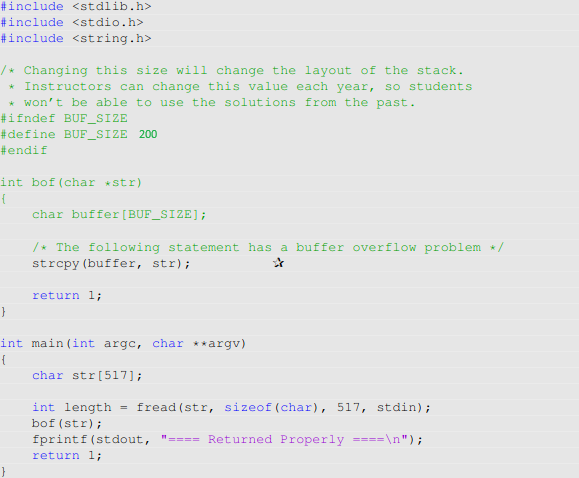 #include <stdlib.h>
#include <stdio.h>
#include <string.h>
/* Changing this size will change the layout of the stack.
* Instructors can change this value each year, so students
* won't be able to use the solutions from the past.
#ifndef BUF_SIZE
#define BUF_SIZE 200
#endif
int bof(char *str)
{
char buffer[BUF_SIZE];
/* The following statement has a buffer overflow problem */
strcpy(buffer, str); ✰
return 1;
}
int main(int argc, char **argv)
{
char str[517];
int length = fread(str, sizeof(char), 517, stdin);
bof(str);
fprintf(stdout, "==== Returned Properly ====\n");
return 1;
}